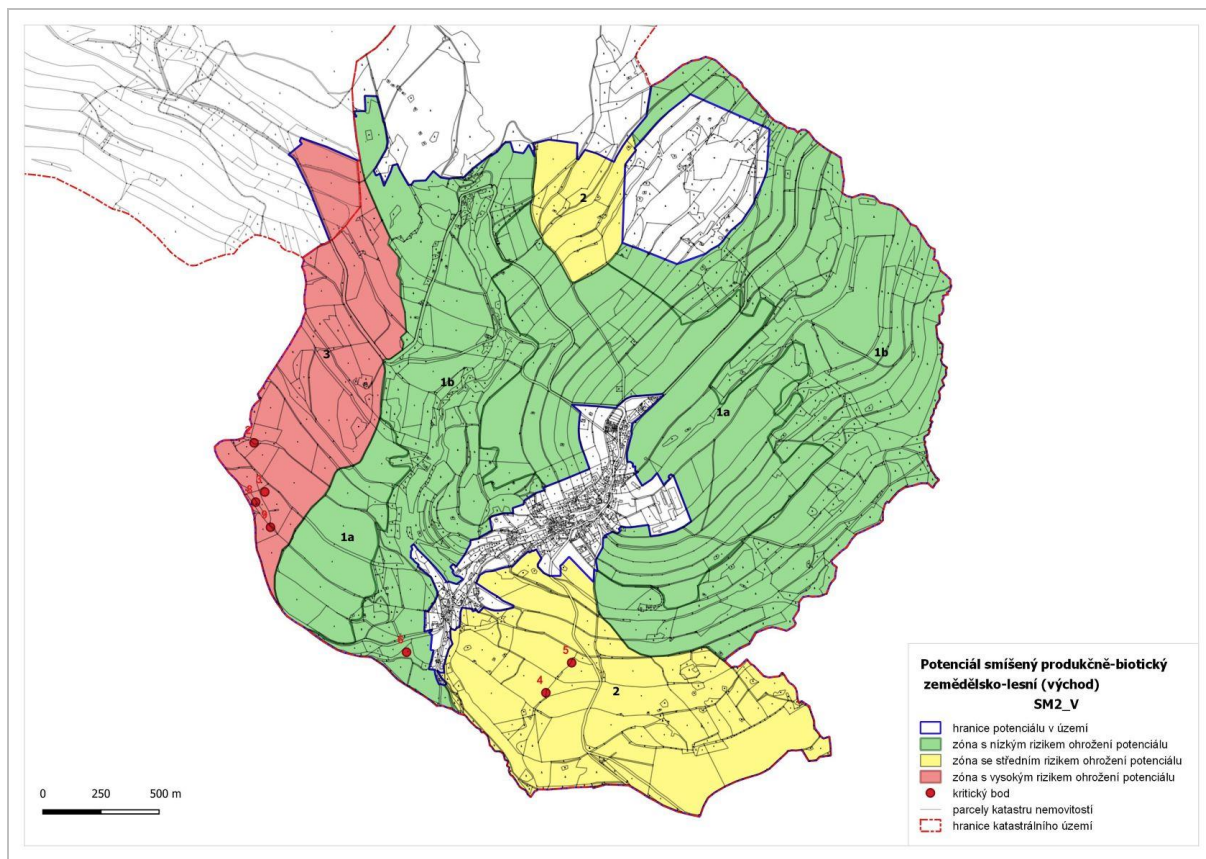 2
3
1b
1b
1a
1a
6
5
4
2
Potenciál smíšený produkčně-biotický
zemědělsko-lesní (východ)
SM2_V
hranice potenciálu v území
zóna s nízkým rizikem ohrožení potenciálu
zóna se středním rizikem ohrožení potenciálu
zóna s vysokým rizikem ohrožení potenciálu
kritický bod
parcely katastru nemovitostí
hranice katastrálního území
0 250 500 m